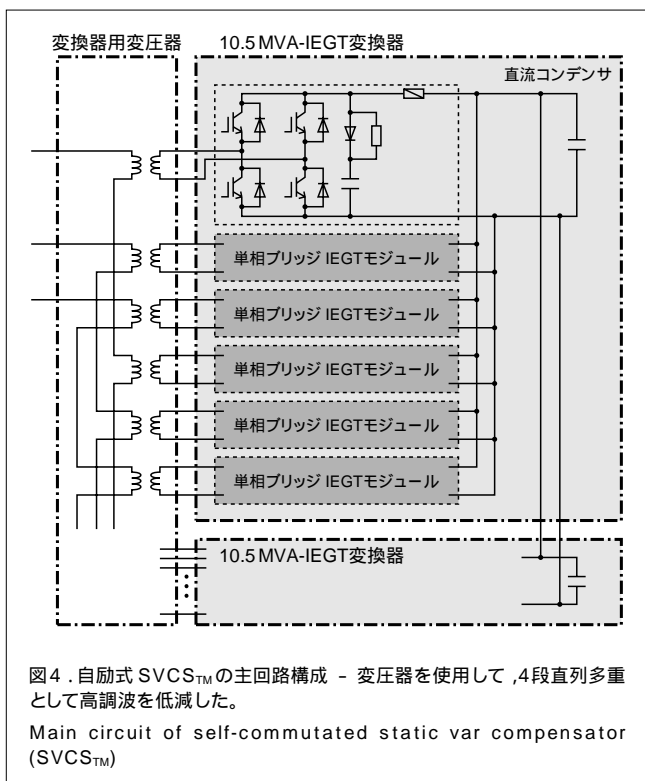 変換器用変圧器
10.5 MVA-IEGT変換器
直流コンデンサ
単相ブリッジ IEGTモジュール
単相ブリッジ IEGTモジュール
単相ブリッジ IEGTモジュール
単相ブリッジ IEGTモジュール
単相ブリッジ IEGTモジュール
10.5 MVA-IEGT変換器
図4．自励式 SVCS™の主回路構成 － 変圧器を使用して，4段直列多重
として高調波を低減した。
Main circuit of self-commutated static var compensator
(SVCS™)